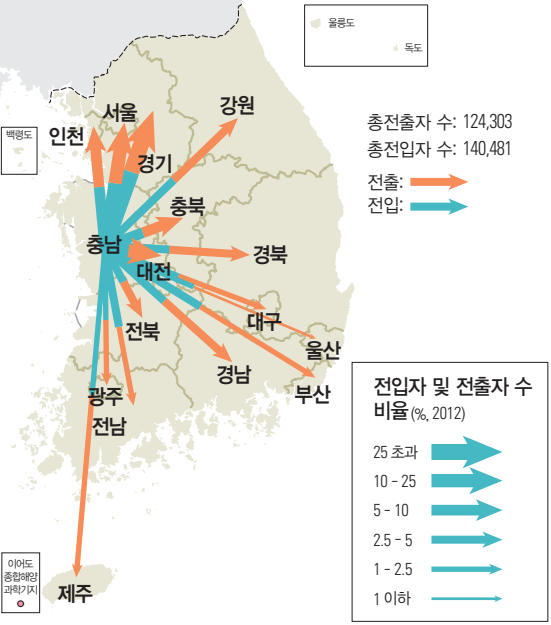 울릉도
독도
총전출자 수: 124,303
총전입자 수: 140,481
전출:
전입:
백령도
인천
서울
강원
경기
충북
충남
대전
경북
전북
대구
울산
경남
부산
광주
전남
제주
이어도
종합해양
과학기지
전입자 및 전출자 수
비율(%, 2012)
25 초과
10 - 25
5 - 10
2.5 - 5
1 - 2.5
1 이하